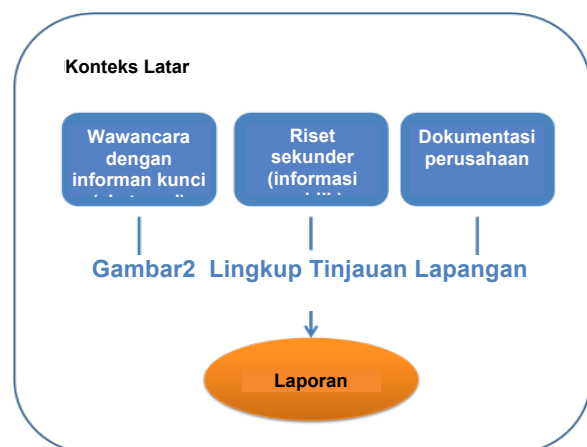 Konteks Latar
Wawancara
dengan
informan kunci
Riset
sekunder
(informasi
Dokumentasi
perusahaan
Gambar2 Lingkup Tinjauan Lapangan
Laporan